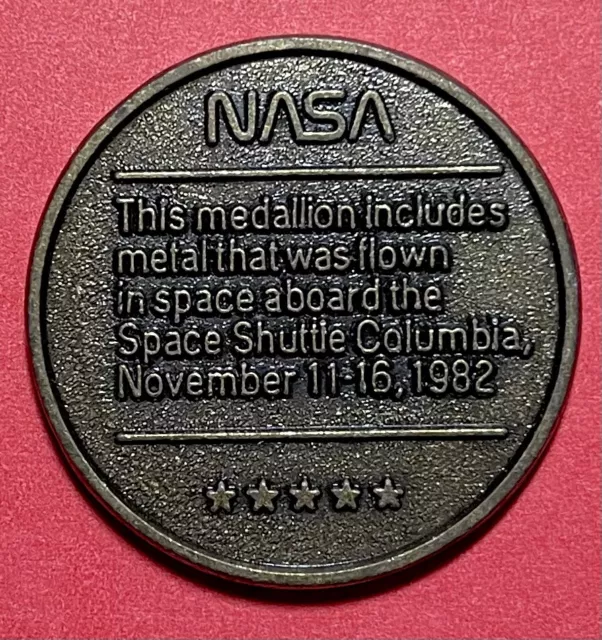 NASA
This medallion includes
metal that was flown
in space aboard the
Space Shuttle Columbia,
November 11-16, 1982